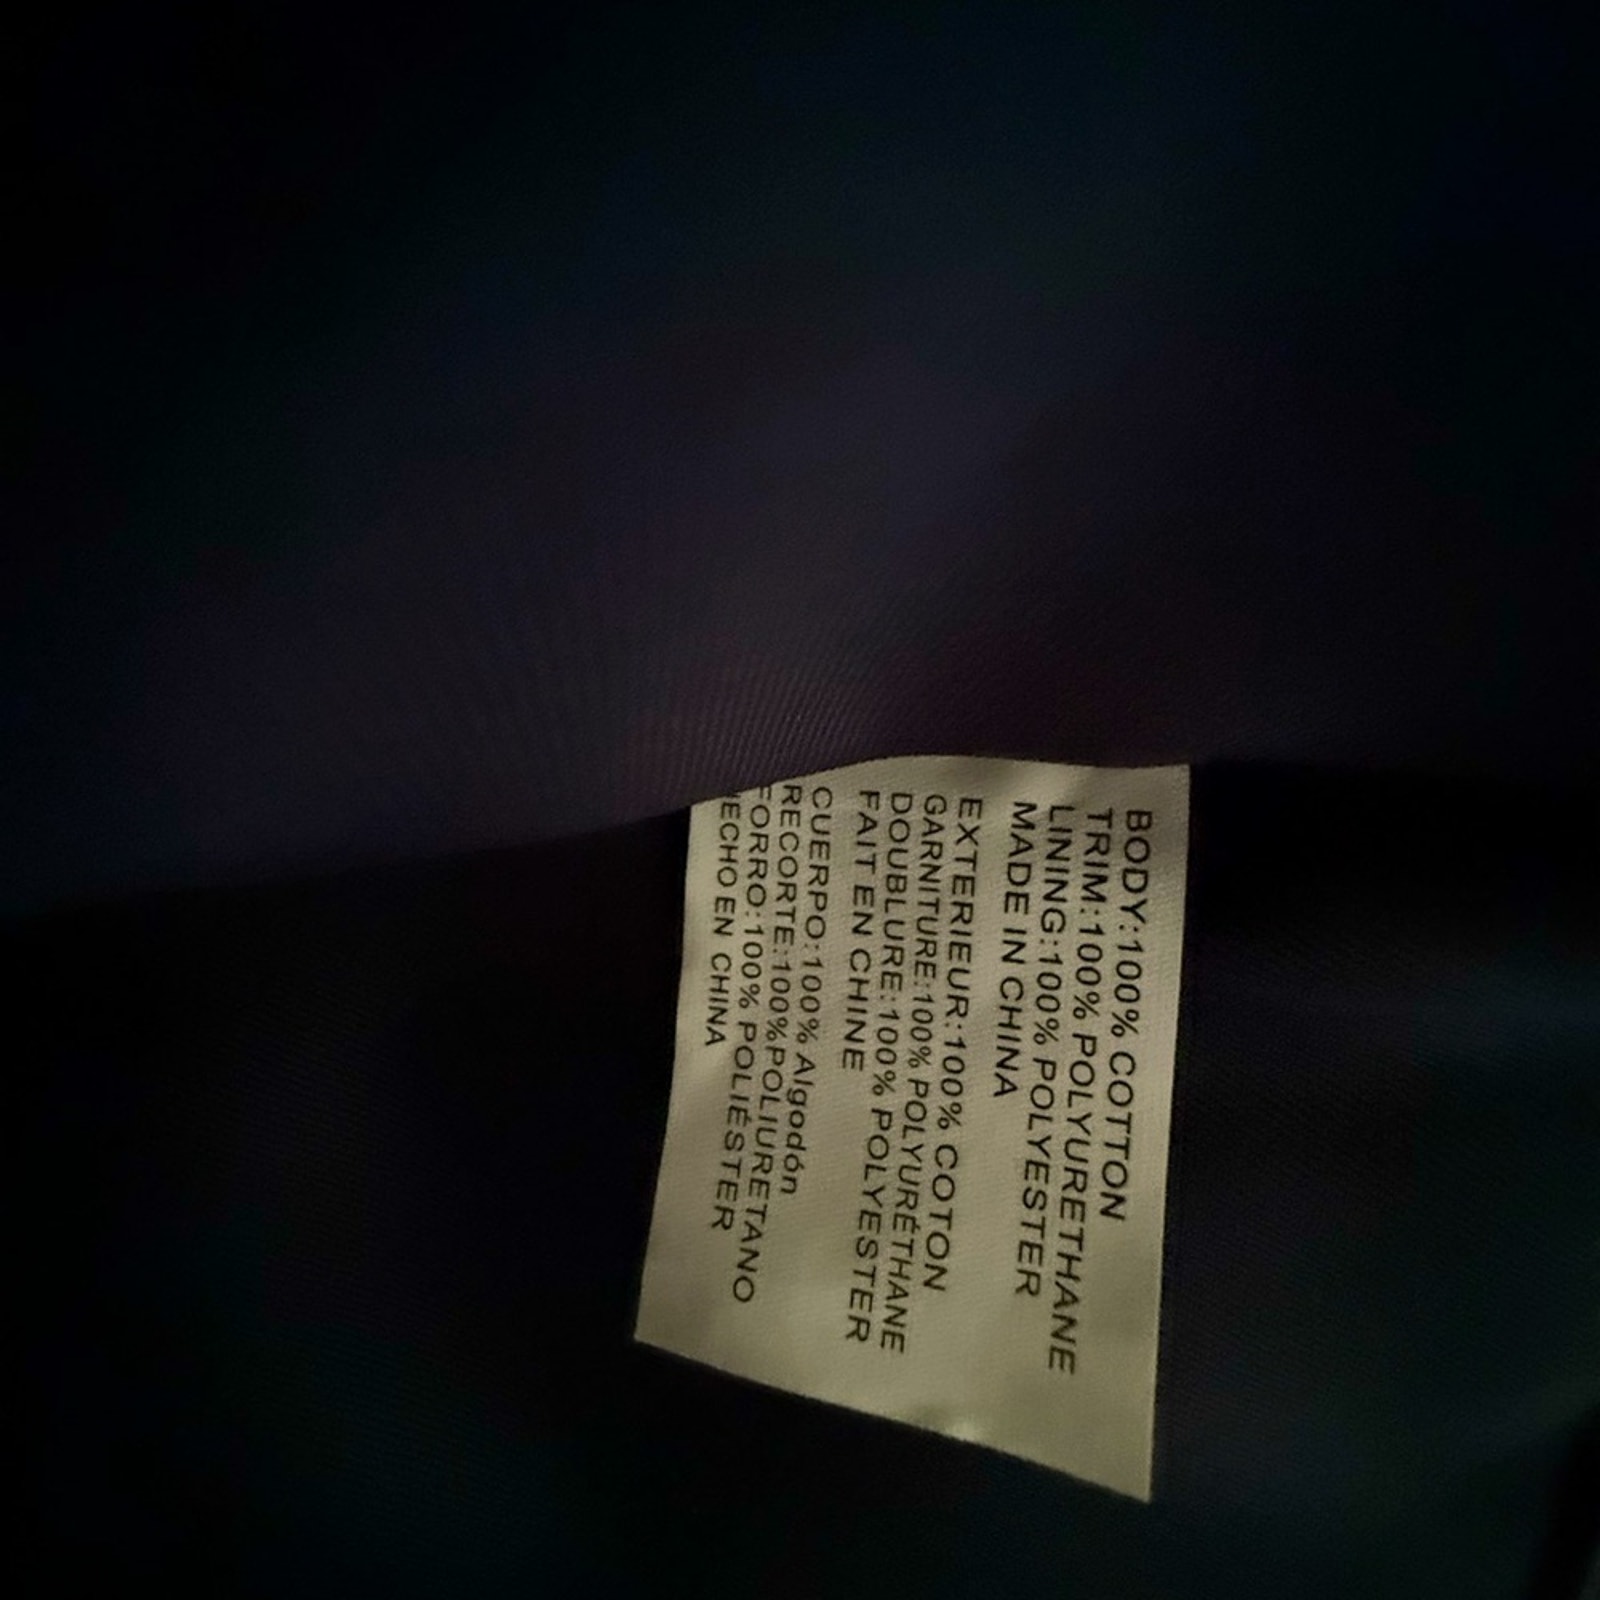 BODY:100% COTTON
TRIM:100% POLYURETHANE
LINING:100% POLYESTER
MADE IN CHINA
EXTERIEUR:100% COTON
GARNITURE:100% POLYURÉTHANE
DOUBLURE:100% POLYESTER
FAIT EN CHINE
CUERPO:100% Algodón
RECORTE:100%POLIURETANO
FORRO:100% POLIÉSTER
HECHO EN CHINA